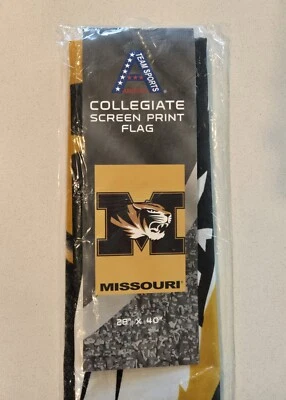 TEAM SPORTS
COLLEGIATE
SCREEN PRINT
FLAG
M
MISSOURI
28" X 40"